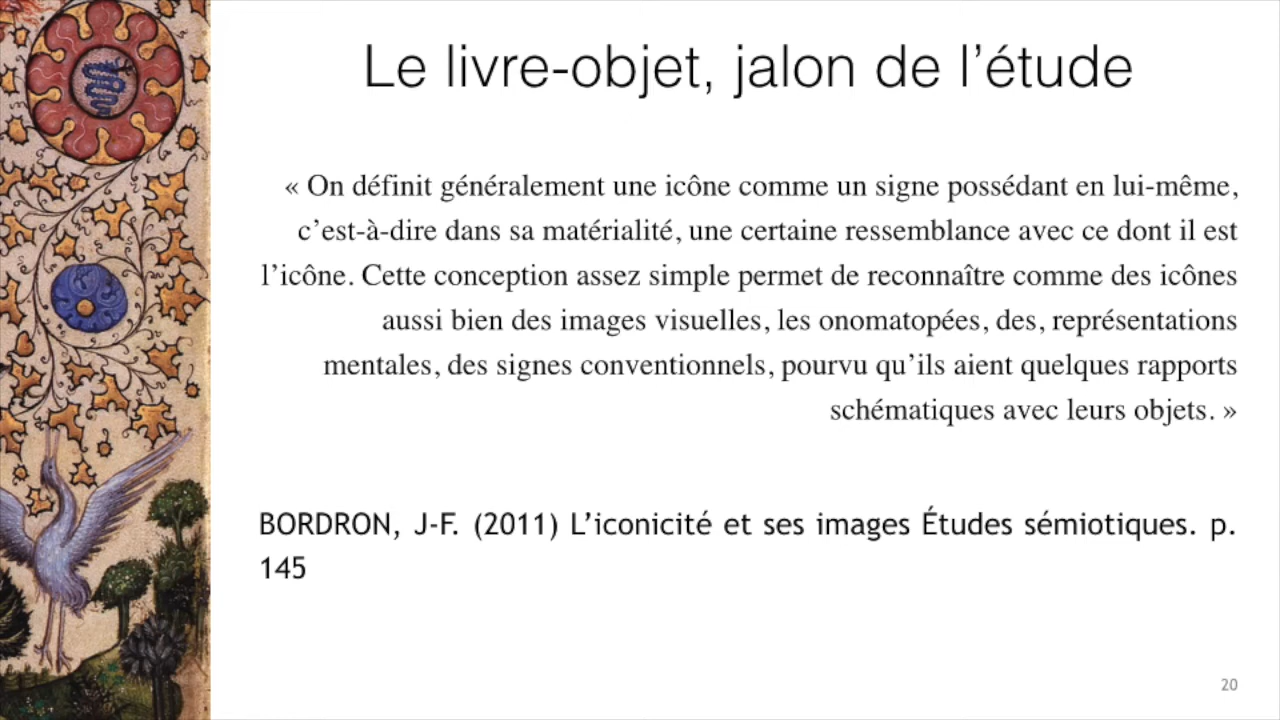 Le livre-objet, jalon de l’étude
« On définit généralement une icône comme un signe possédant en lui-même,
c’est-à-dire dans sa matérialité, une certaine ressemblance avec ce dont il est
l’icône. Cette conception assez simple permet de reconnaître comme des icônes
aussi bien des images visuelles, les onomatopées, des, représentations
mentales, des signes conventionnels, pourvu qu’ils aient quelques rapports
schématiques avec leurs objets. »
BORDRON, J-F. (2011) L’iconicité et ses images Études sémiotiques. p.
145
20